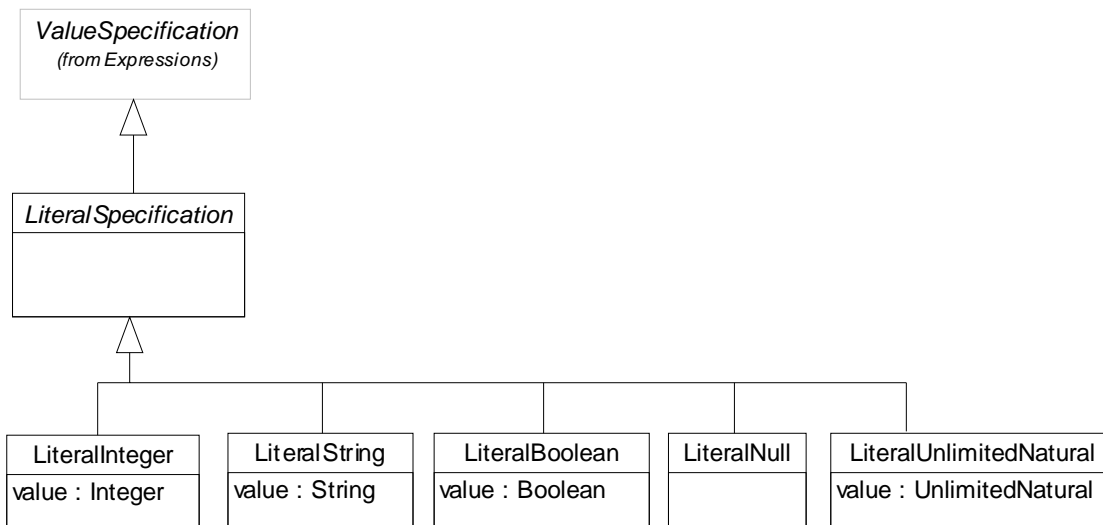 ValueSpecification
(from Expressions)
LiteralSpecification
LiteralInteger
value : Integer
LiteralString
value : String
LiteralBoolean
value : Boolean
LiteralNull
LiteralUnlimitedNatural
value : UnlimitedNatural